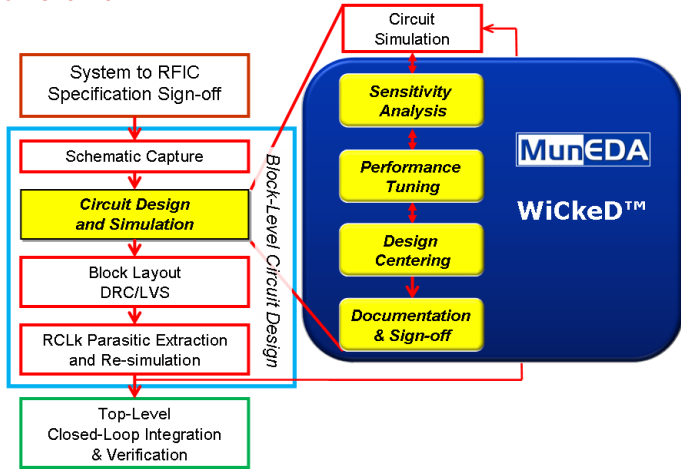 System to RFIC
Specification Sign-off
Schematic Capture
Circuit Design
and Simulation
Block Layout
DRC/LVS
RCLk Parasitic Extraction
and Re-simulation
Block-Level Circuit Design
Top-Level
Closed-Loop Integration
& Verification
Circuit
Simulation
Sensitivity
Analysis
Performance
Tuning
Design
Centering
Documentation
& Sign-off
MunEDA
WiCkeD™